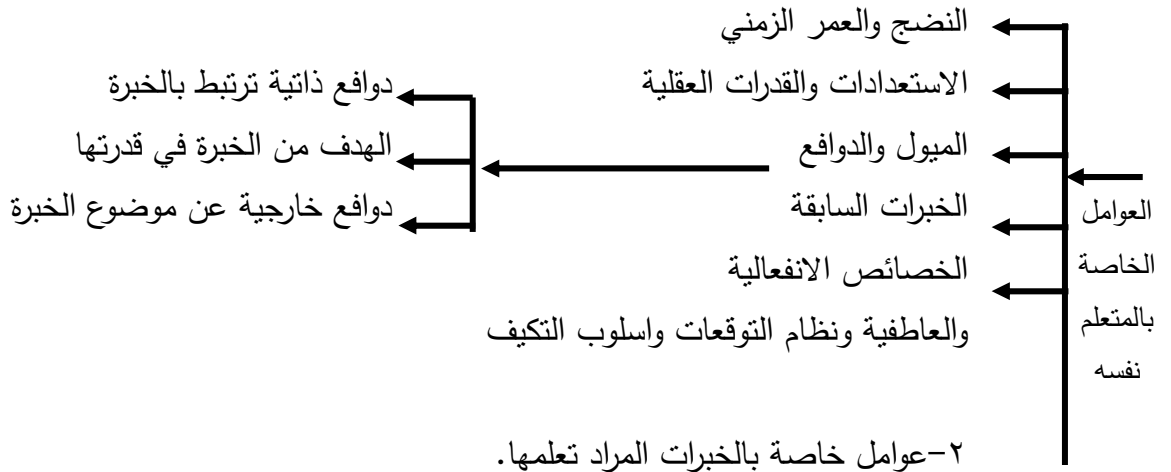 العوامل
الخاصة
بالمتعلم
نفسه
النضج والعمر الزمني
الاستعدادات والقدرات العقلية
الميول والدوافع
الخبرات السابقة
الخصائص الانفعالية
والعاطفية ونظام التوقعات واسلوب التكيف
دوافع ذاتية ترتبط بالخبرة
الهدف من الخبرة في قدرتها
دوافع خارجية عن موضوع الخبرة
٢-عوامل خاصة بالخبرات المراد تعلمها.